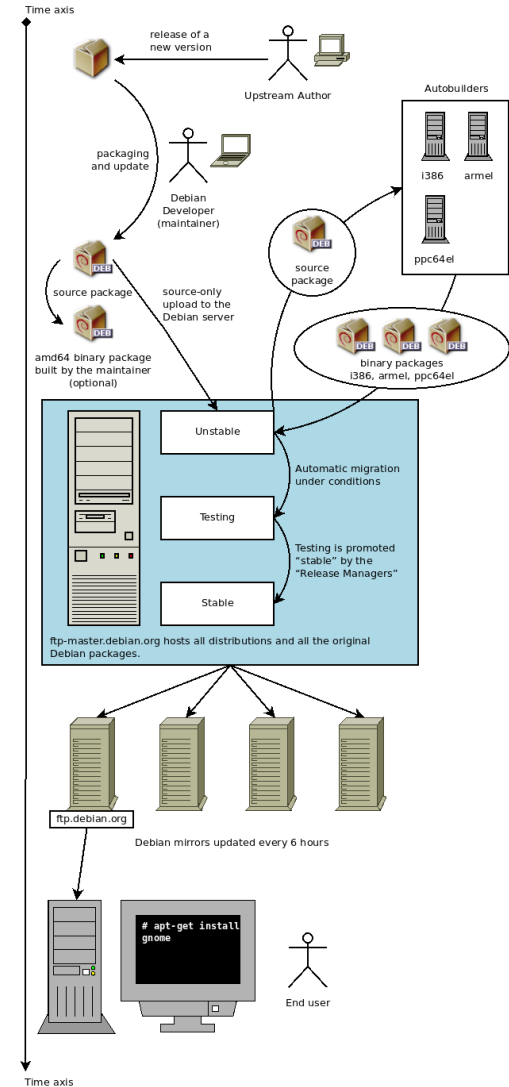 Time axis
release of a
new version
Upstream Author
Autobuilders
i386
armel
ppc64el
packaging
and update
Debian
Developer
(maintainer)
DEB
source
package
DEB
source package
source-only
upload to the
Debian server
DEB
amd64 binary package
built by the maintainer
(optional)
DEB
DEB
DEB
binary packages
i386, armel, ppc64el
Unstable
Automatic migration
under conditions
Testing
Testing is promoted
“stable” by the
“Release Managers”
Stable
ftp-master.debian.org hosts all distributions and all the original
Debian packages.
ftp.debian.org
Debian mirrors updated every 6 hours
# apt-get install
gnome
End user
Time axis